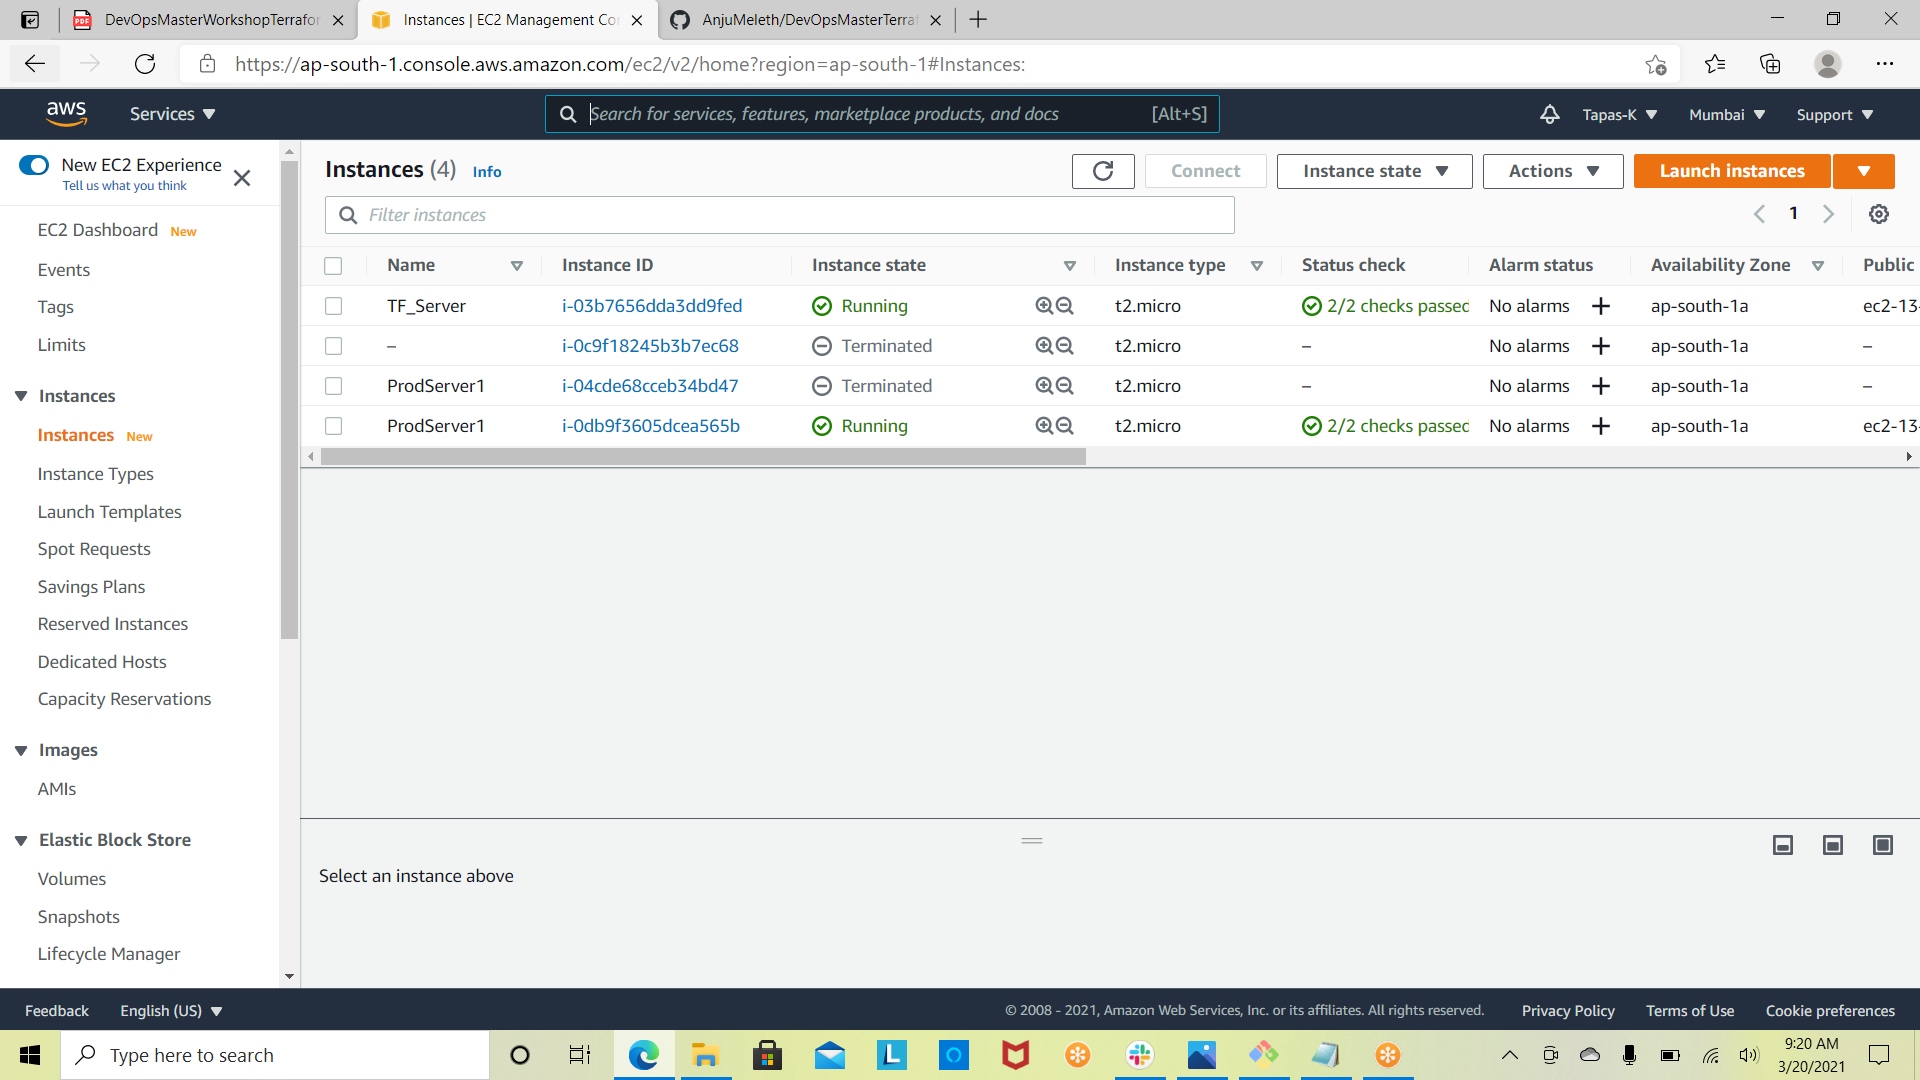 DevOpsMasterWorkshopTerrafor
Instances | EC2 Management Co
AnjuMeleth/DevOpsMasterTerraf
https://ap-south-1.console.aws.amazon.com/ec2/v2/home?region=ap-south-1#Instances:
aws
Services
Search for services, features, marketplace products, and docs
[Alt+S]
Tapas-K
Mumbai
Support
New EC2 Experience
Tell us what you think
EC2 Dashboard New
Events
Tags
Limits
Instances
Instances New
Instance Types
Launch Templates
Spot Requests
Savings Plans
Reserved Instances
Dedicated Hosts
Capacity Reservations
Images
AMIs
Elastic Block Store
Volumes
Snapshots
Lifecycle Manager
Instances (4) Info
Connect
Instance state
Actions
Launch instances
Filter instances
1
Name Instance ID Instance state Instance type Status check Alarm status Availability Zone Public
TF_Server i-03b7656dda3dd9fed Running t2.micro 2/2 checks passed No alarms + ap-south-1a ec2-13-
– i-0c9f18245b3b7ec68 Terminated t2.micro – No alarms + ap-south-1a –
ProdServer1 i-04cde68cceb34bd47 Terminated t2.micro – No alarms + ap-south-1a –
ProdServer1 i-0db9f3605dcea565b Running t2.micro 2/2 checks passed No alarms + ap-south-1a ec2-13-
Select an instance above
Feedback
English (US)
© 2008 - 2021, Amazon Web Services, Inc. or its affiliates. All rights reserved.
Privacy Policy
Terms of Use
Cookie preferences
Type here to search
L
9:20 AM
3/20/2021